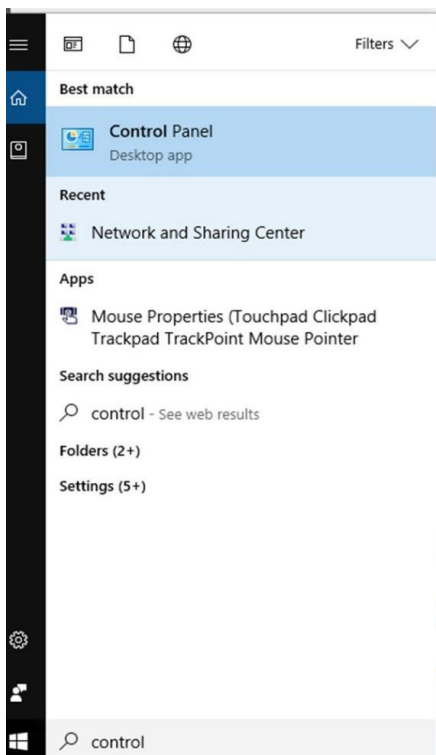 Filters
Best match
Control Panel
Desktop app
Recent
Network and Sharing Center
Apps
Mouse Properties (Touchpad Clickpad
Trackpad TrackPoint Mouse Pointer
Search suggestions
control - See web results
Folders (2+)
Settings (5+)
control